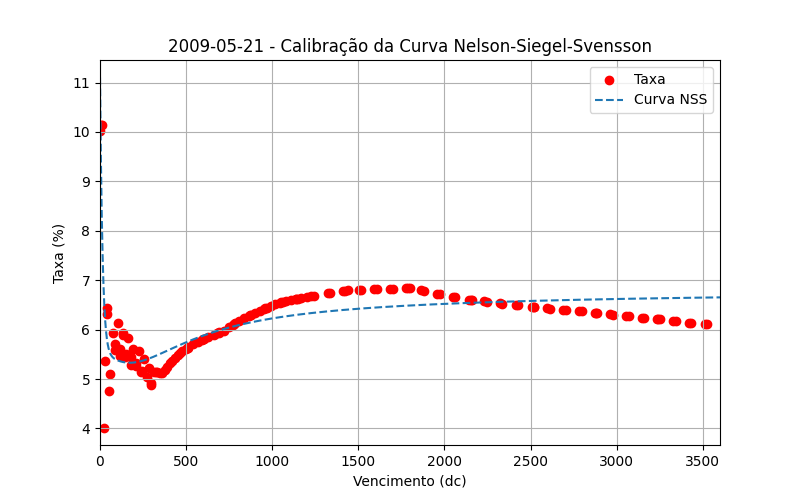 2009-05-21 - Calibração da Curva Nelson-Siegel-Svensson
Taxa
Curva NSS
Taxa (%)
11
10
9
8
7
6
5
4
0 500 1000 1500 2000 2500 3000 3500
Vencimento (dc)